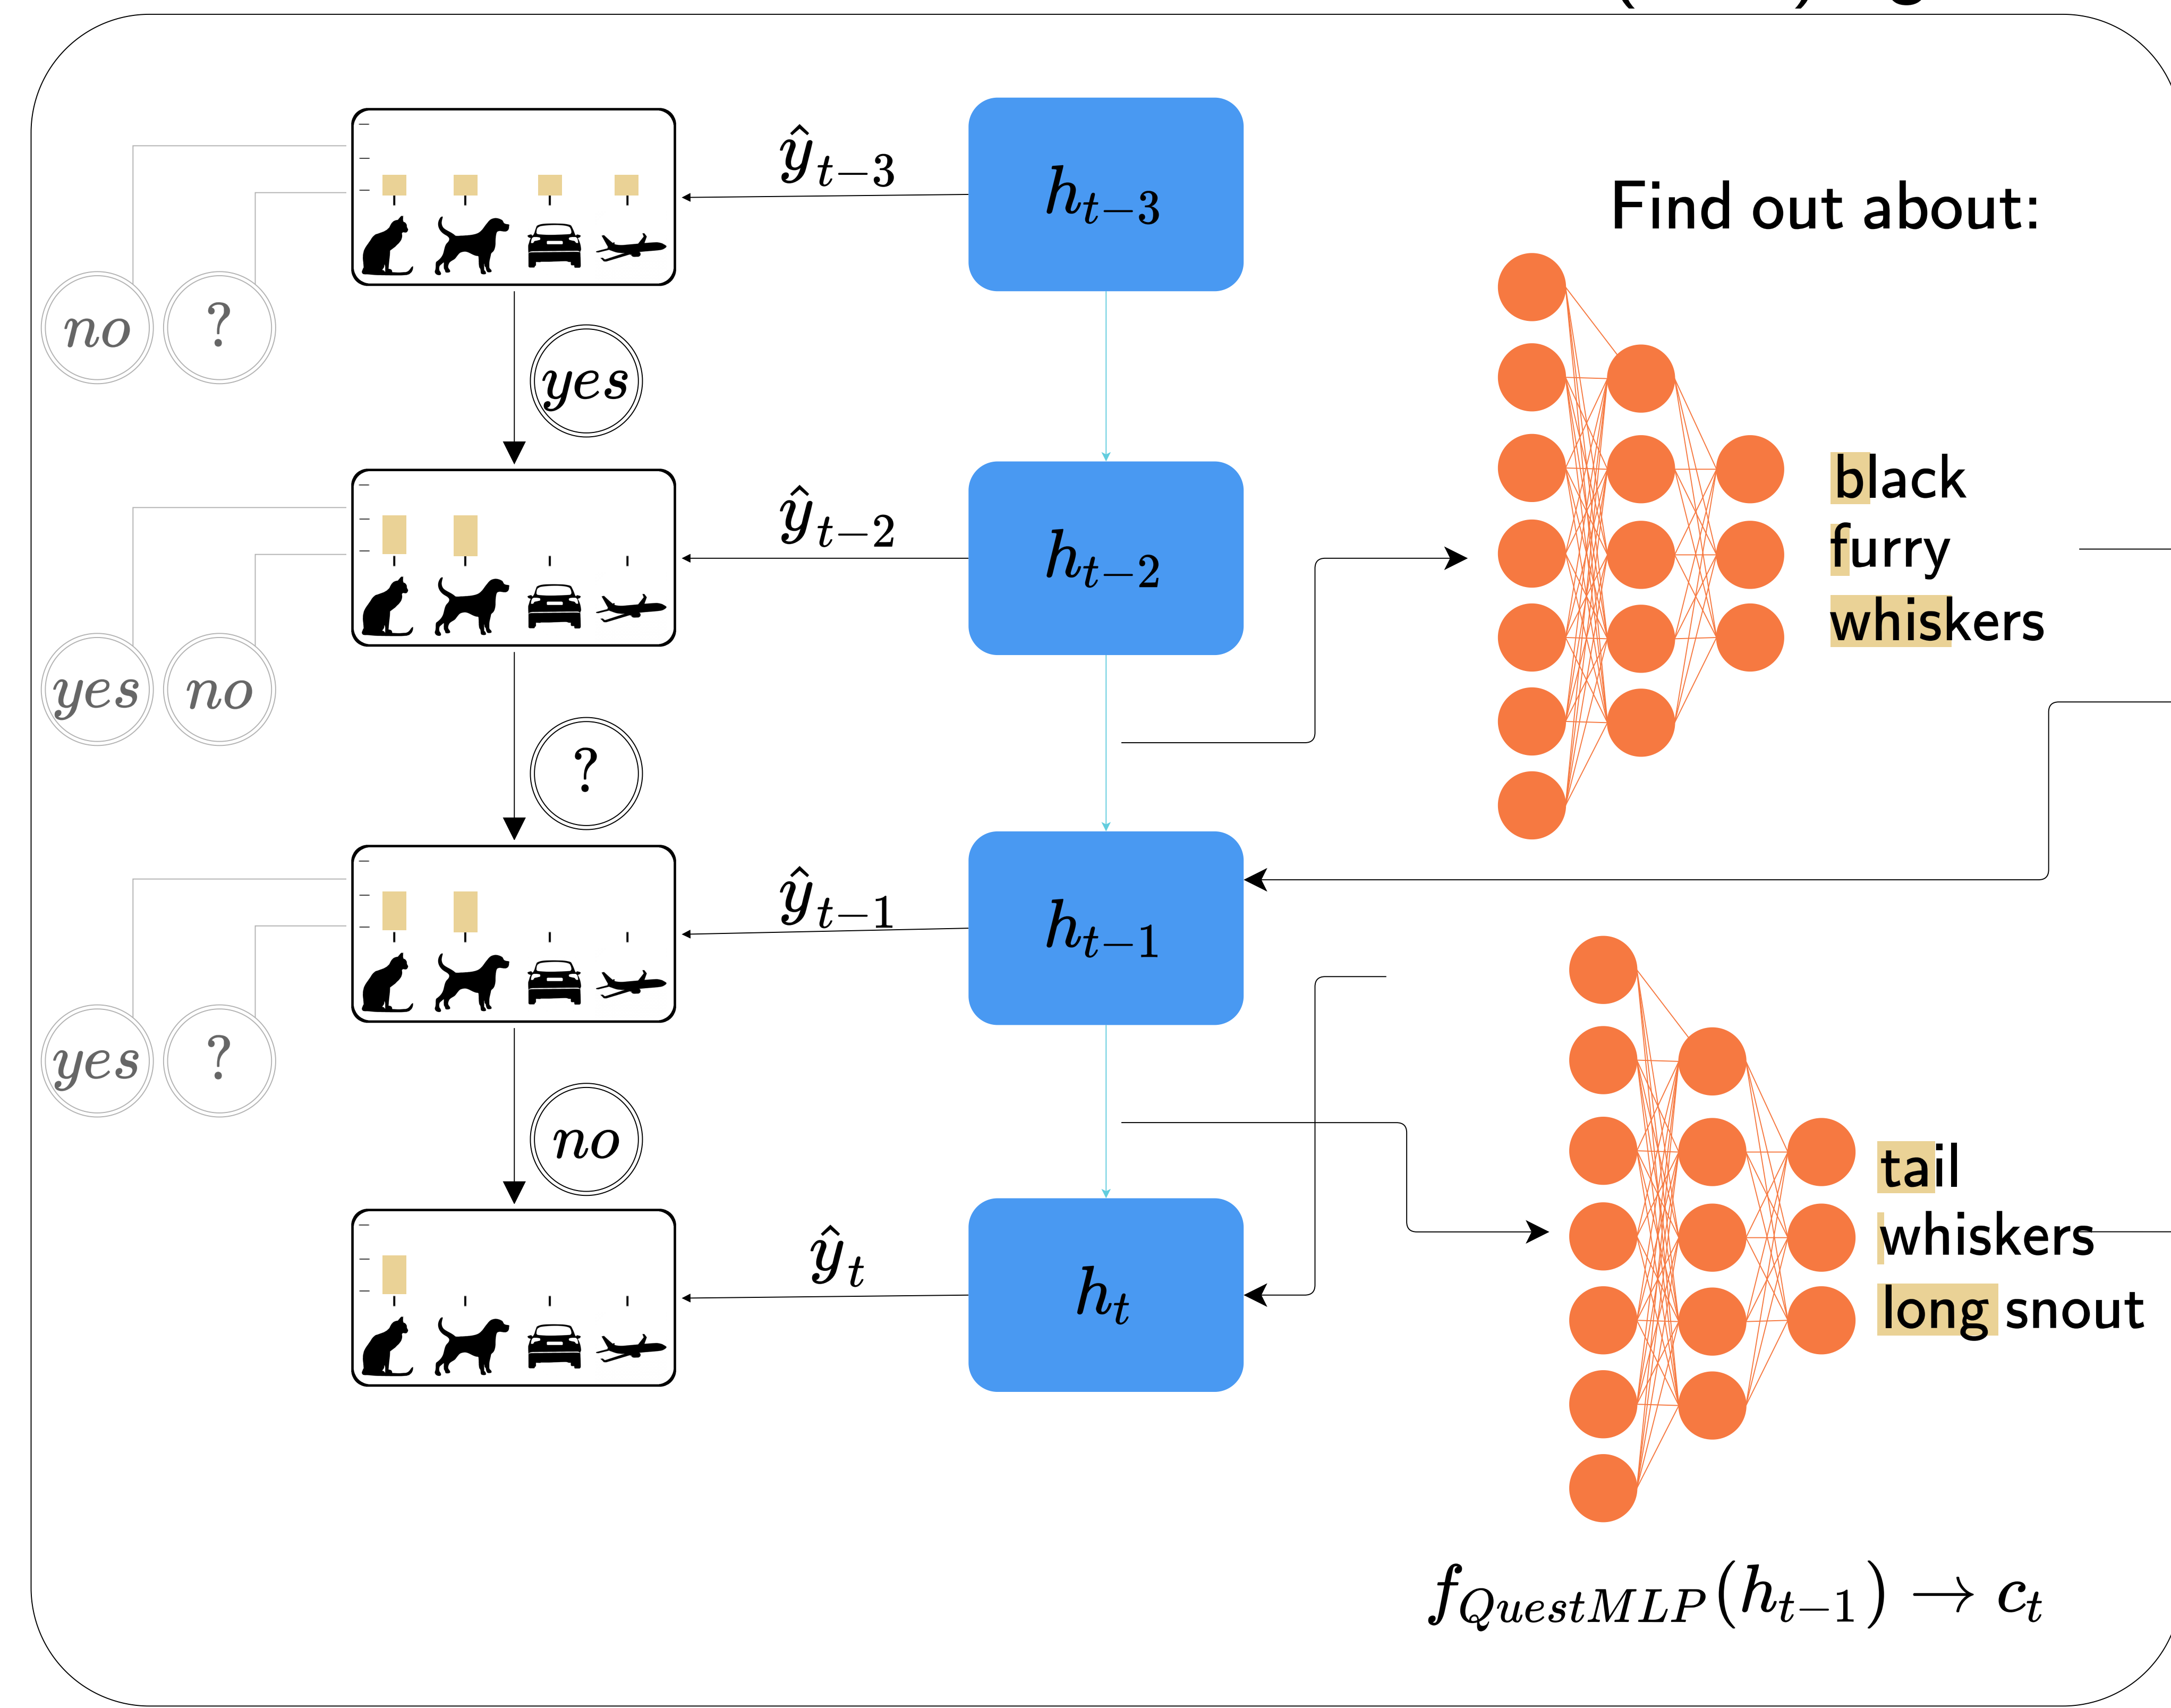 ŷ_{t−3}
h_{t−3}
Find out about:
no
?
yes
ŷ_{t−2}
h_{t−2}
black
furry
whiskers
yes
no
?
ŷ_{t−1}
h_{t−1}
yes
?
no
tail
whiskers
long snout
ŷ_t
h_t
f_{QuestMLP}(h_{t−1}) → c_t